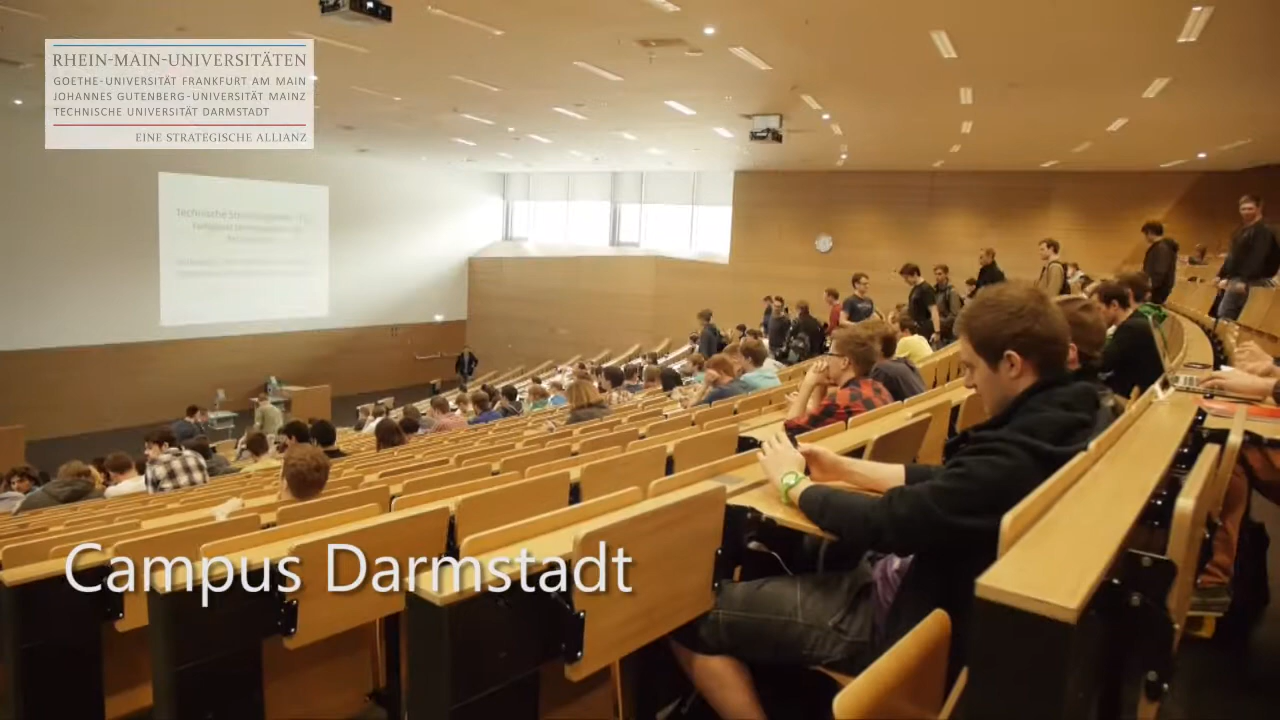 RHEIN-MAIN-UNIVERSITÄTEN
GOETHE-UNIVERSITÄT FRANKFURT AM MAIN
JOHANNES GUTENBERG-UNIVERSITÄT MAINZ
TECHNISCHE UNIVERSITÄT DARMSTADT
EINE STRATEGISCHE ALLIANZ
Technische
Campus Darmstadt